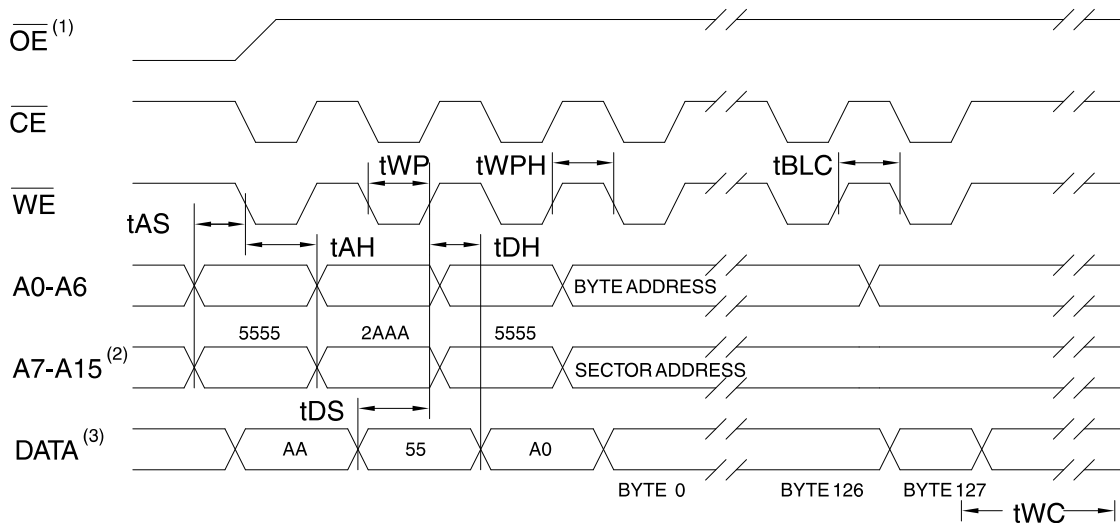 OE (1)
CE
tWP tWPH tBLC
WE
tAS
tAH tDH
A0-A6 BYTE ADDRESS
5555 2AAA 5555
A7-A15 (2) SECTOR ADDRESS
tDS
DATA (3) AA 55 A0
BYTE 0 BYTE 126 BYTE 127
tWC